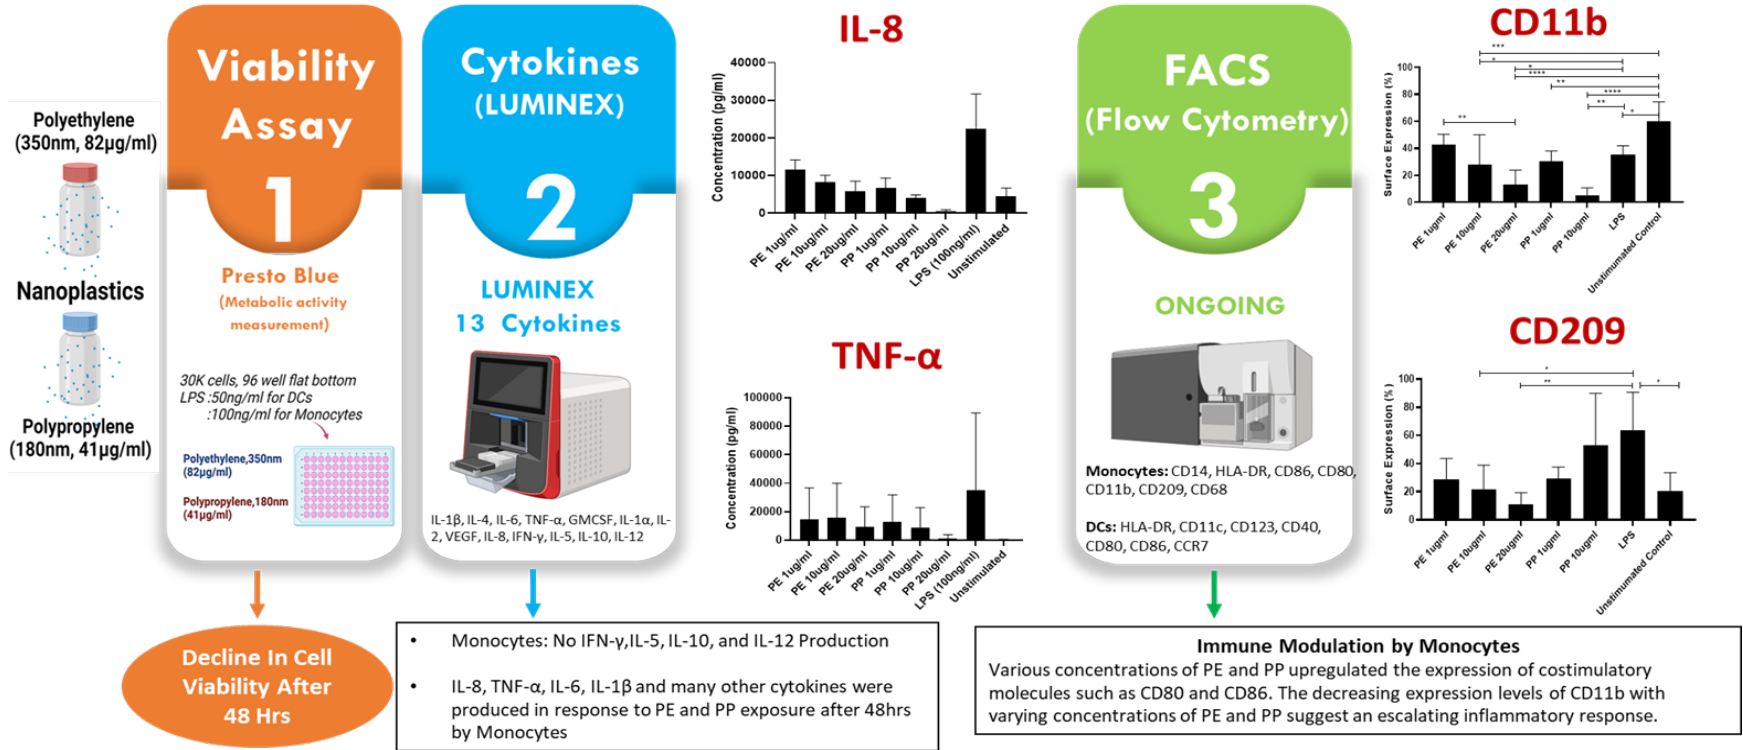 Polyethylene
(350nm, 82µg/ml)
Nanoplastics
Polypropylene
(180nm, 41µg/ml)
Viability
Assay
1
Presto Blue
(Metabolic activity
measurement)
30K cells, 96 well flat bottom
LPS :50ng/ml for DCs
:100ng/ml for Monocytes
Polyethylene,350nm
(82µg/ml)
Polypropylene,180nm
(41µg/ml)
Decline In Cell
Viability After
48 Hrs
Cytokines
(LUMINEX)
2
LUMINEX
13 Cytokines
IL-1β, IL-4, IL-6, TNF-α, GMCSF, IL-1α, IL-
2, VEGF, IL-8, IFN-γ, IL-5, IL-10, IL-12
• Monocytes: No IFN-γ,IL-5, IL-10, and IL-12 Production
• IL-8, TNF-α, IL-6, IL-1β and many other cytokines were
produced in response to PE and PP exposure after 48hrs
by Monocytes
IL-8
Concentration (pg/ml)
40000
30000
20000
10000
0
PE 1ug/ml
PE 10ug/ml
PE 20ug/ml
PP 1ug/ml
PP 10ug/ml
PP 20ug/ml
LPS (100ng/ml)
Unstimulated
TNF-α
Concentration (pg/ml)
100000
80000
60000
40000
20000
0
PE 1ug/ml
PE 10ug/ml
PE 20ug/ml
PP 1ug/ml
PP 10ug/ml
PP 20ug/ml
LPS (100ng/ml)
Unstimulated
FACS
(Flow Cytometry)
3
ONGOING
Monocytes: CD14, HLA-DR, CD86, CD80,
CD11b, CD209, CD68
DCs: HLA-DR, CD11c, CD123, CD40,
CD80, CD86, CCR7
CD11b
Surface Expression (%)
100
80
60
40
20
0
***
*
*
****
**
****
**
*
**
PE 1ugml
PE 10ugml
PE 20ugml
PP 1ugml
PP 10ugml
LPS
Unstimumated Control
CD209
Surface Expression (%)
100
80
60
40
20
0
*
**
*
PE 1ugml
PE 10ugml
PE 20ugml
PP 1ugml
PP 10ugml
LPS
Unstimumated Control
Immune Modulation by Monocytes
Various concentrations of PE and PP upregulated the expression of costimulatory
molecules such as CD80 and CD86. The decreasing expression levels of CD11b with
varying concentrations of PE and PP suggest an escalating inflammatory response.